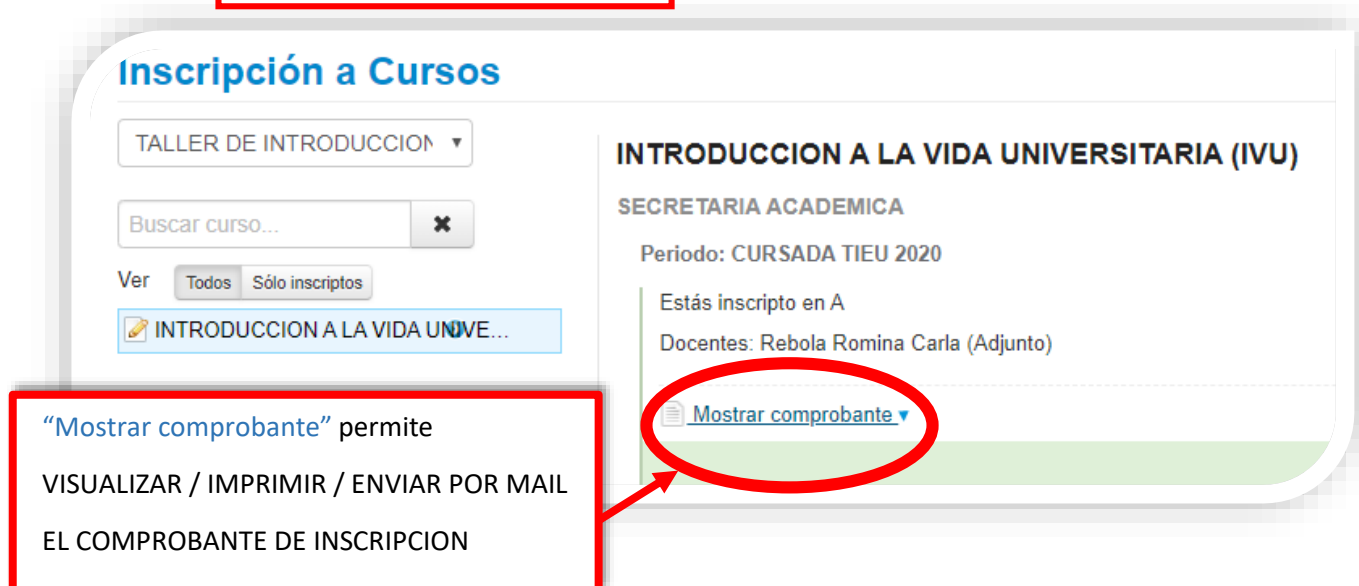 Inscripción a Cursos
TALLER DE INTRODUCCION
Buscar curso...
Ver Todos Sólo inscriptos
INTRODUCCION A LA VIDA UNIVE...
INTRODUCCION A LA VIDA UNIVERSITARIA (IVU)
SECRETARIA ACADEMICA
Periodo: CURSADA TIEU 2020
Estás inscripto en A
Docentes: Rebola Romina Carla (Adjunto)
Mostrar comprobante
“Mostrar comprobante” permite
VISUALIZAR / IMPRIMIR / ENVIAR POR MAIL
EL COMPROBANTE DE INSCRIPCION